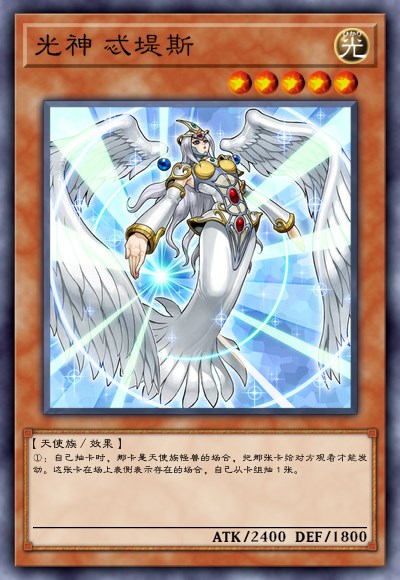 光神 忒堤斯
光
【天使族／效果】
①：自己抽卡时，那卡是天使族怪兽的场合，把那张卡给对方观看才能发
动。这张卡在场上表侧表示存在的场合，自己从卡组抽1张。
ATK/2400 DEF/1800